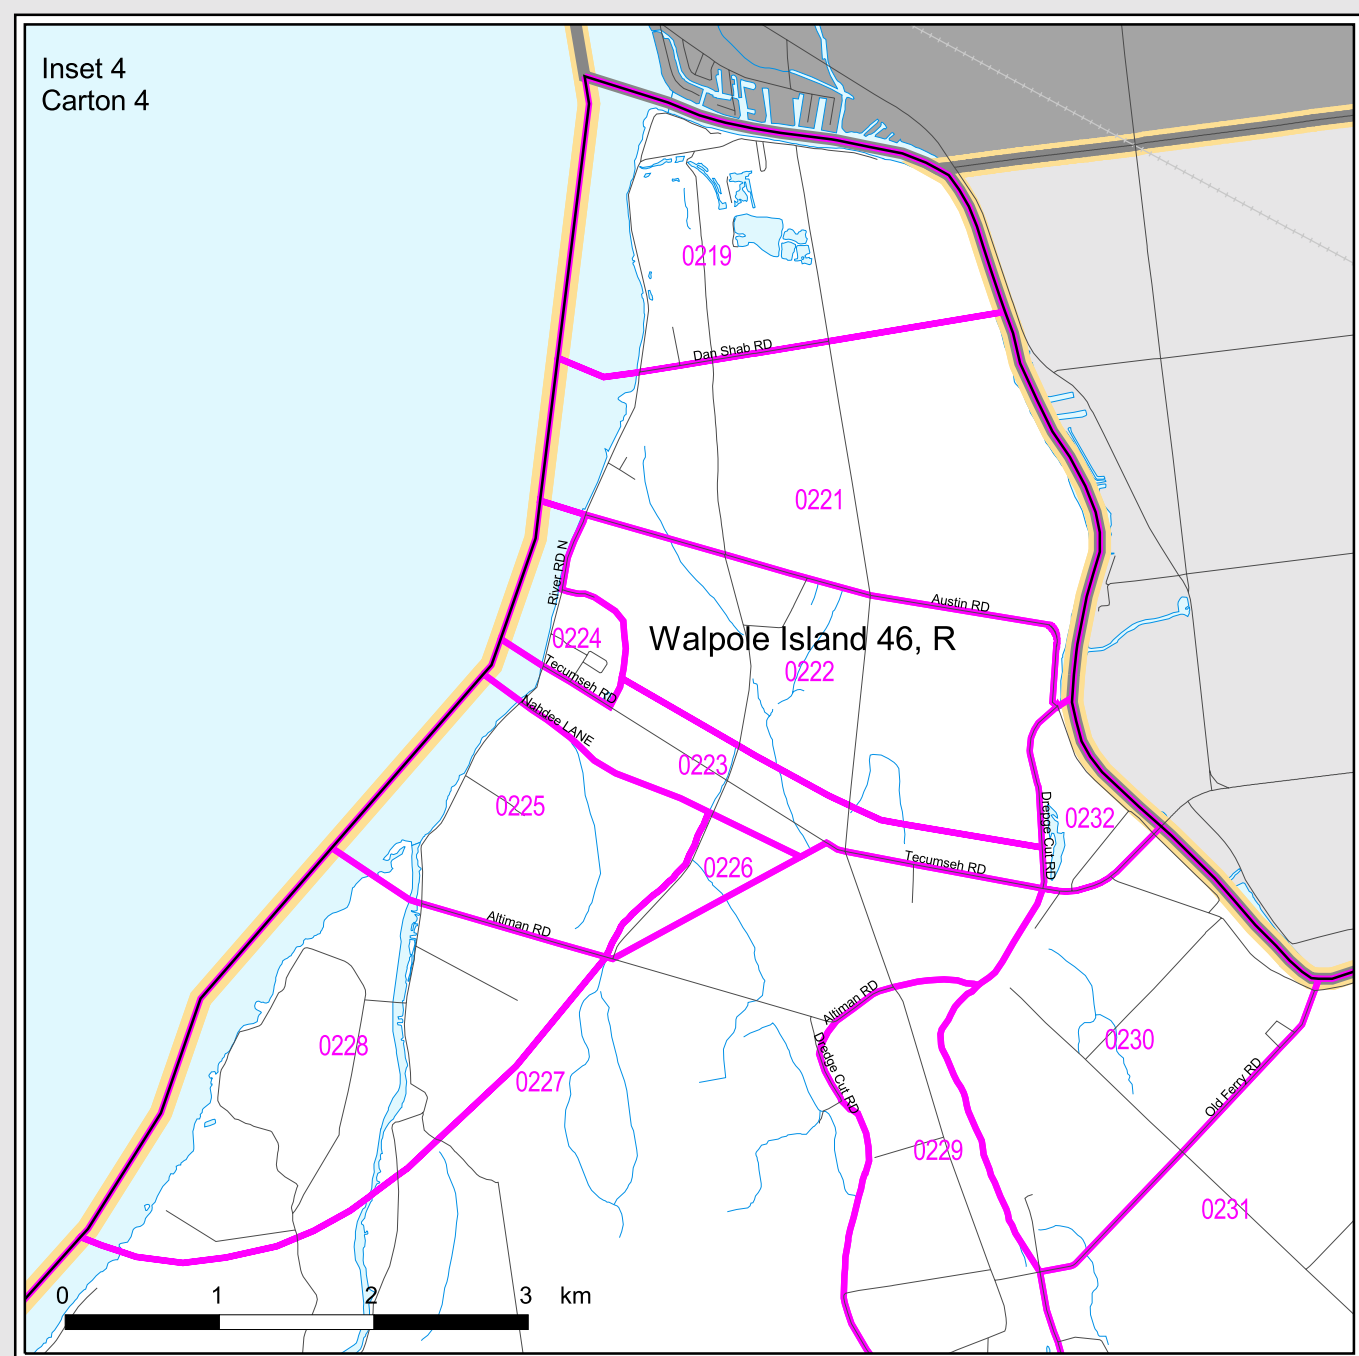 Inset 4
Carton 4
0219
Dan Shab RD
0221
River RD N
Austin RD
0224
Walpole Island 46, R
0222
Tecumseh RD
Nahdee LANE
0223
0225
Dredge Cut RD
0232
0226
Tecumseh RD
Altiman RD
Altiman RD
0228
Dredge Cut RD
0230
0227
Old Ferry RD
0229
0231
0 1 2 3 km